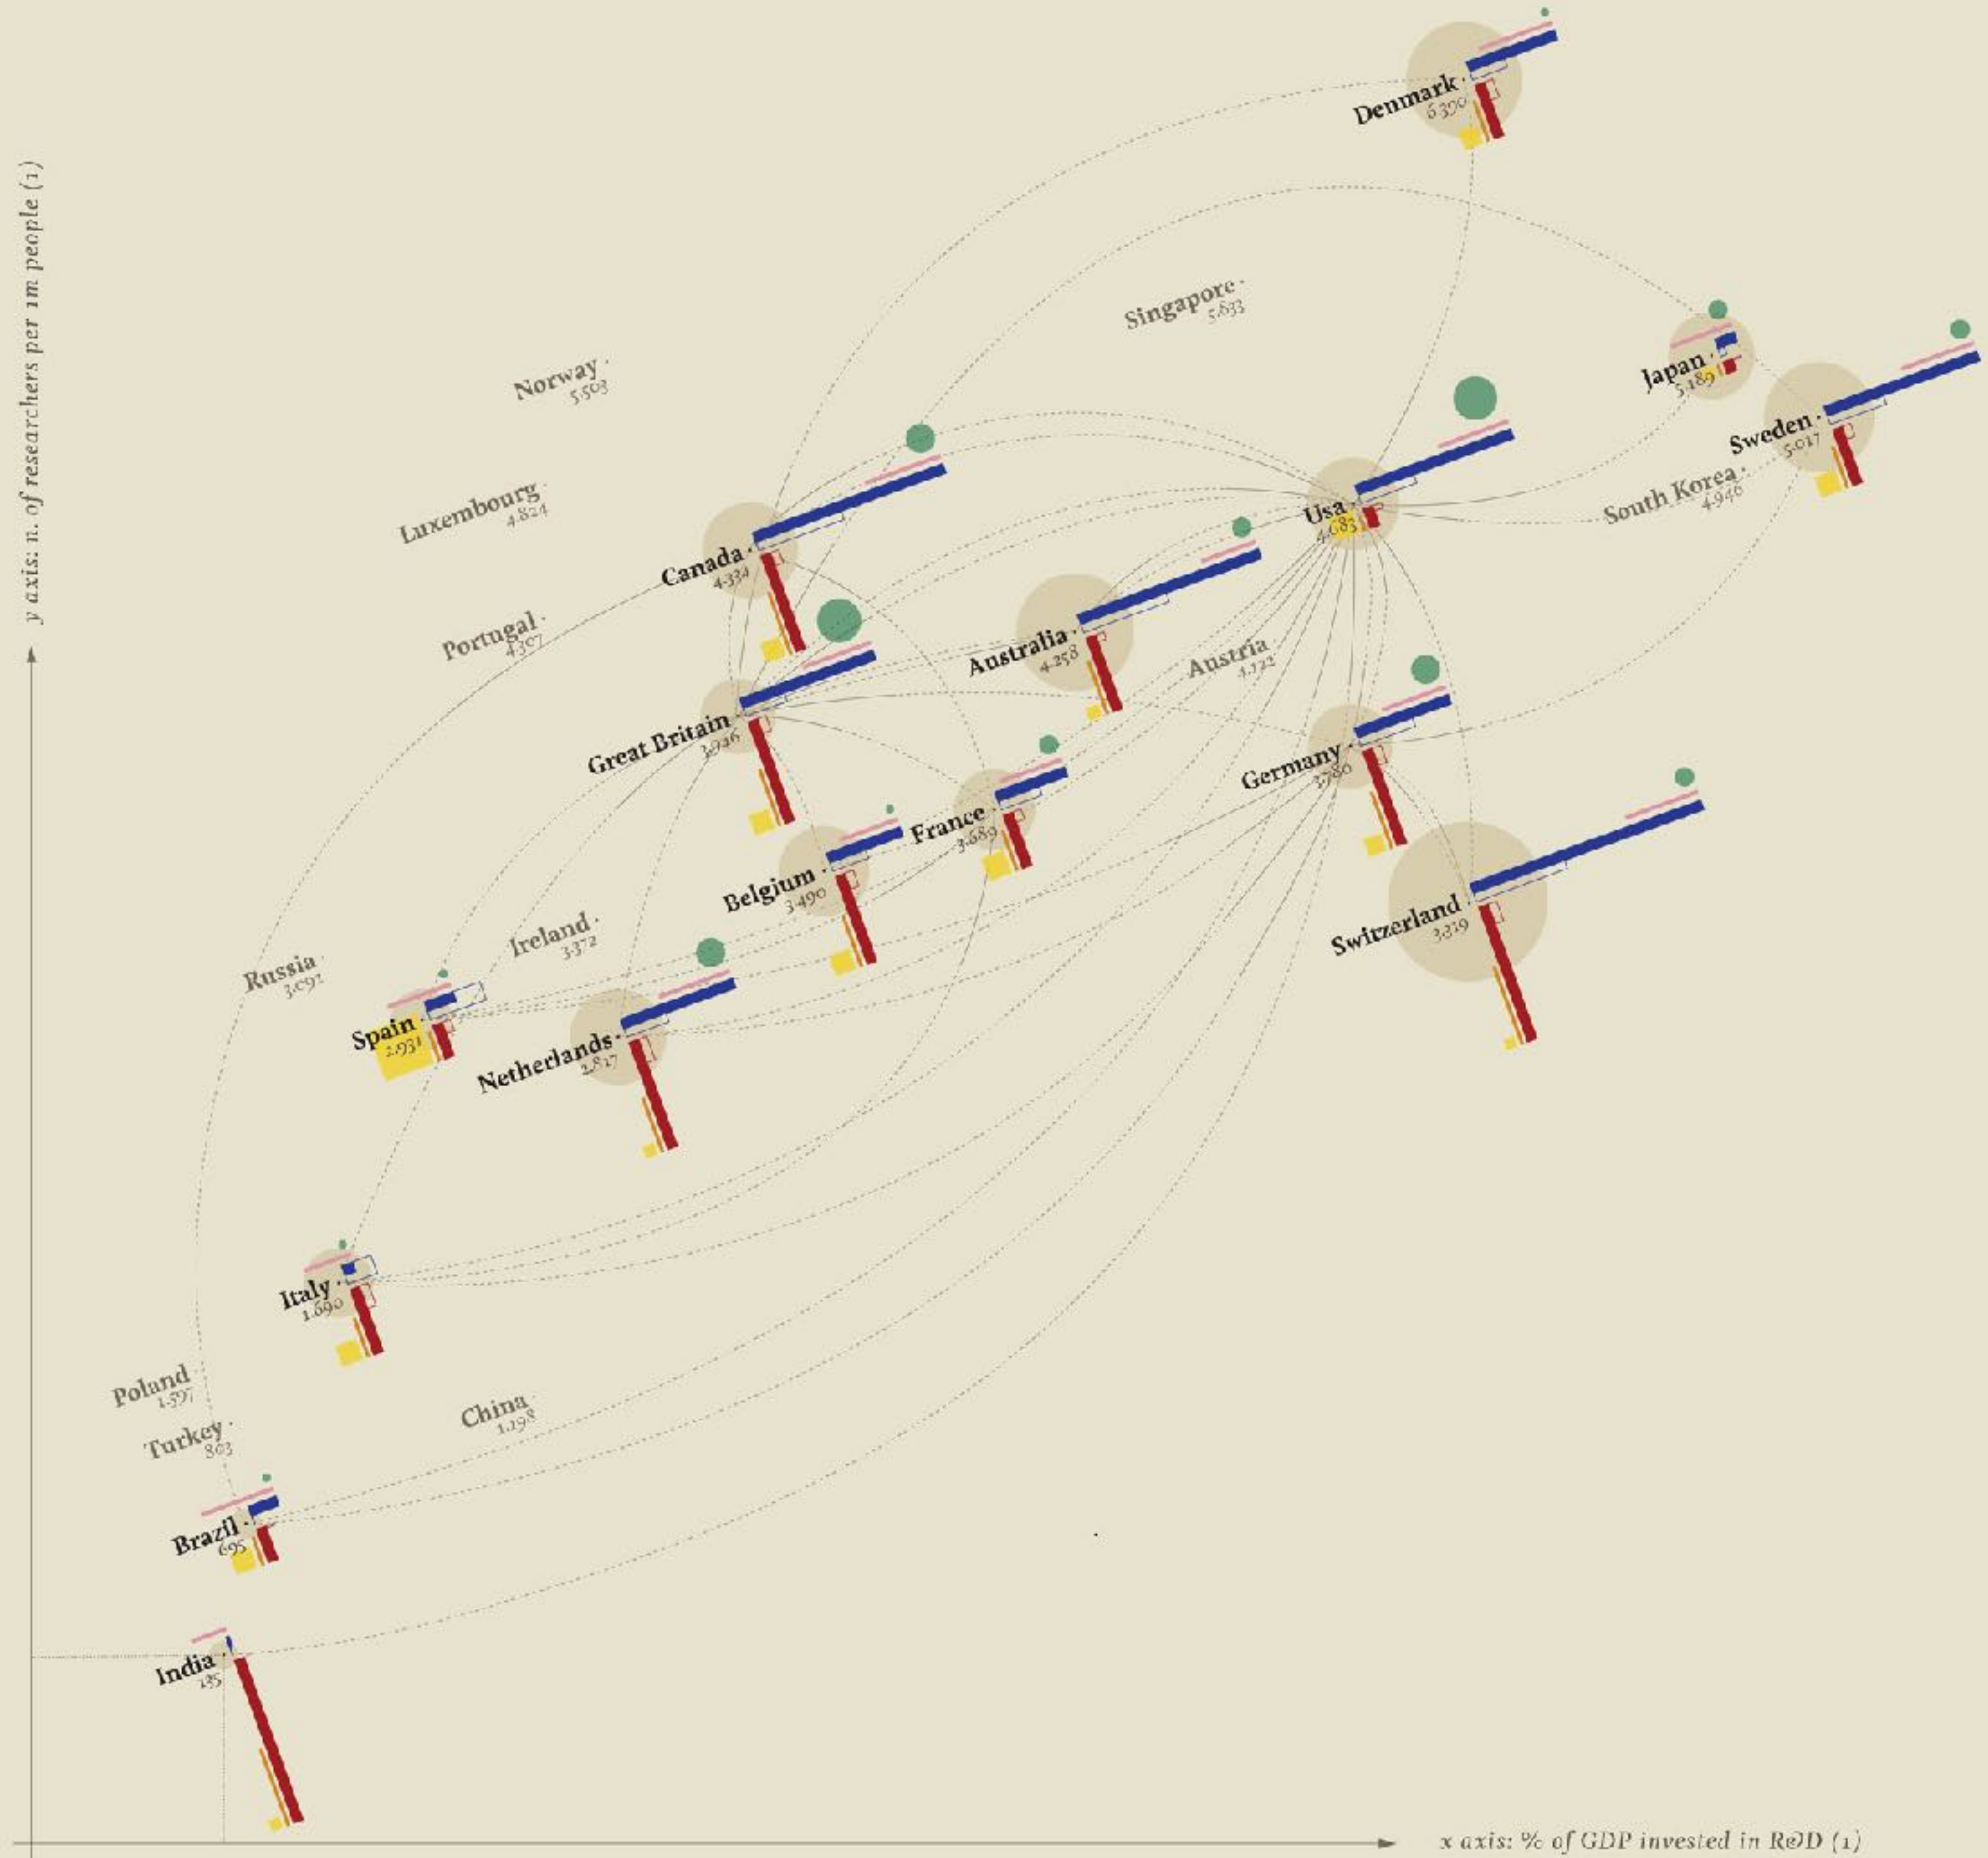 Denmark
6.390
y axis: n. of researchers per 1m people (1)
Singapore
5.633
Norway
5.503
Japan
5.189
Sweden
5.017
South Korea
4.946
Luxembourg
4.824
Usa
4.683
Canada
4.334
Portugal
4.307
Australia
4.258
Austria
4.122
Great Britain
3.946
Germany
3.780
France
3.689
Belgium
3.490
Ireland
3.372
Switzerland
3.319
Russia
3.092
Spain
2.931
Netherlands
2.817
Italy
1.690
Poland
1.597
China
1.198
Turkey
803
Brazil
695
India
x axis: % of GDP invested in R&D (1)